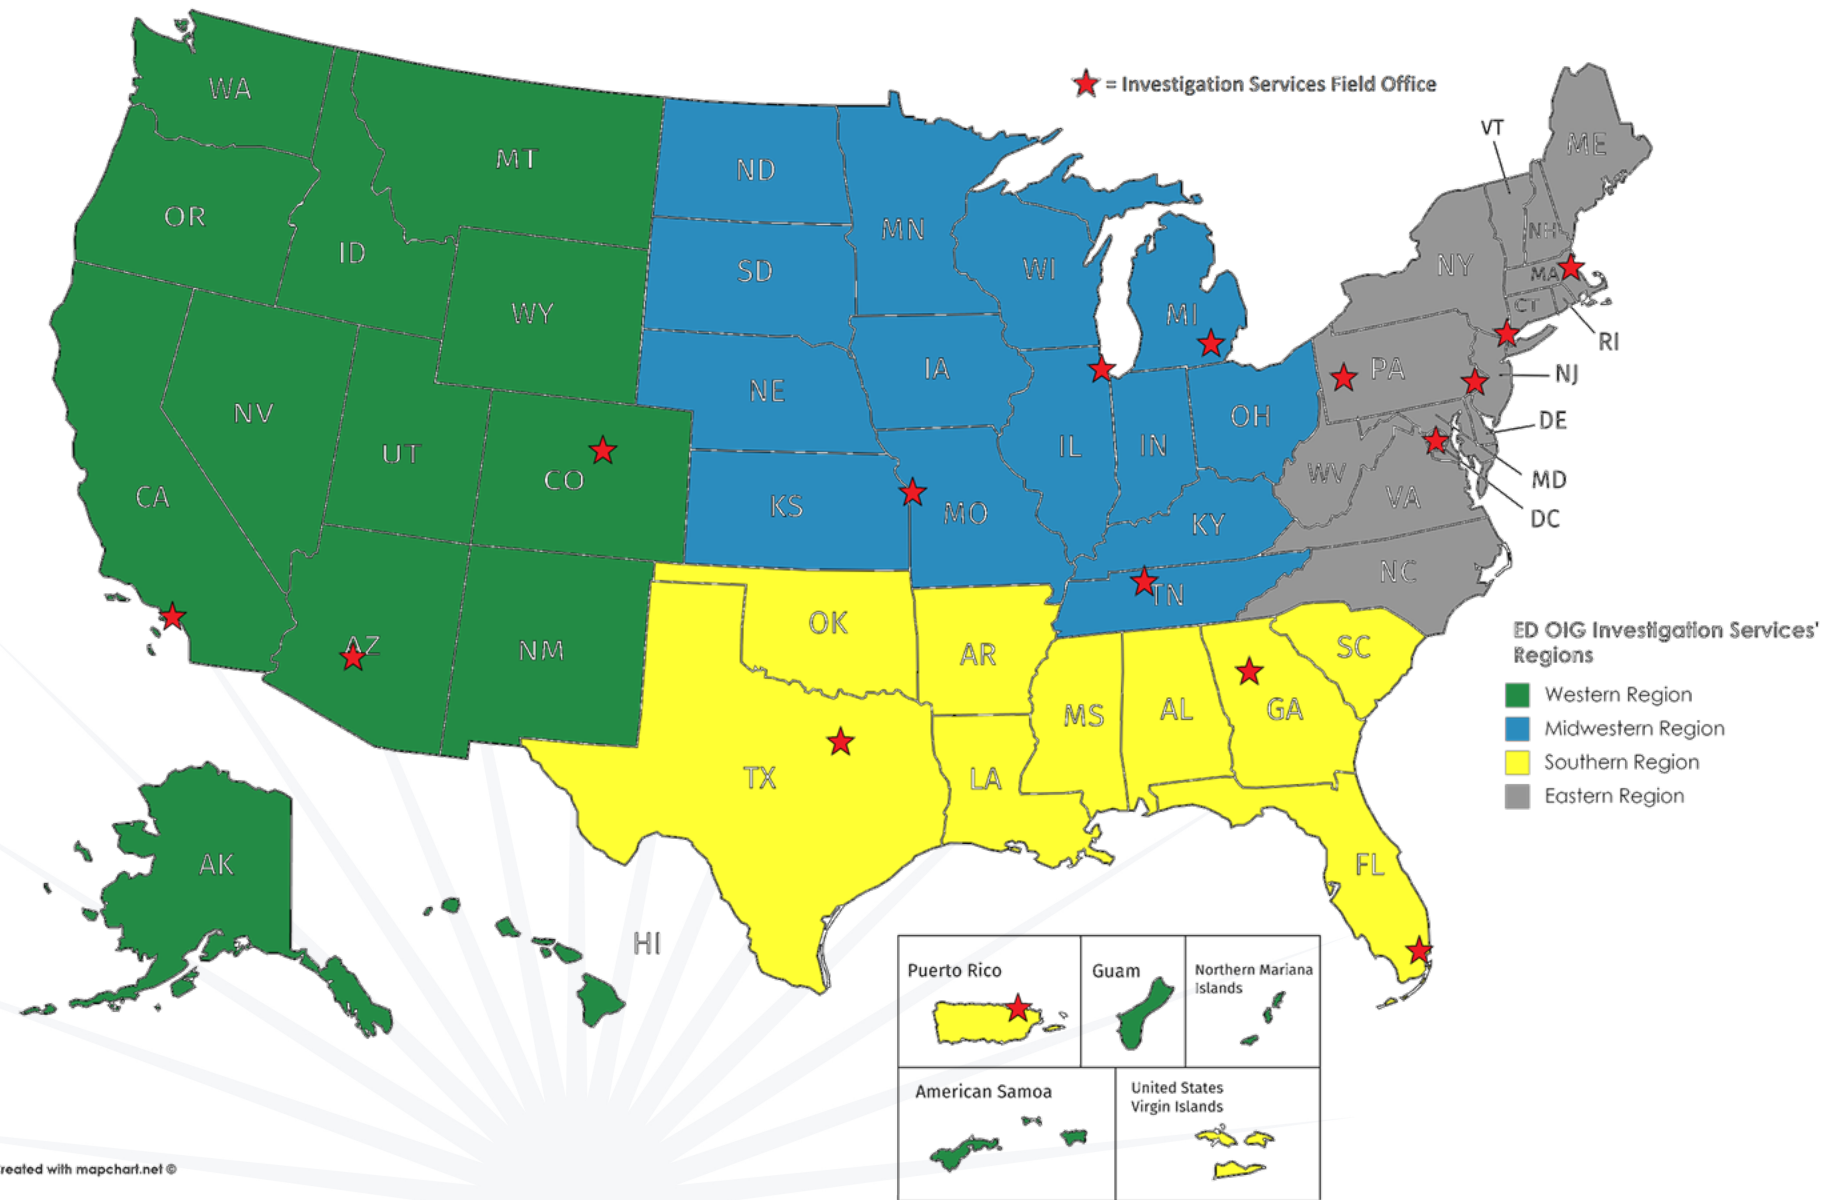 = Investigation Services Field Office
WA
MT
ND
VT
ME
OR
ID
MN
SD
WI
NH
NY
MA
WY
MI
CT
RI
IA
PA
NJ
NE
NV
OH
DE
UT
IL
IN
CO
WV
MD
CA
VA
KS
MO
DC
KY
NC
TN
OK
ED OIG Investigation Services'
Regions
AZ
NM
AR
SC
Western Region
MS
AL
GA
Midwestern Region
TX
LA
Southern Region
Eastern Region
AK
FL
HI
Puerto Rico
Guam
Northern Mariana
Islands
American Samoa
United States
Virgin Islands
reated with mapchart.net ©